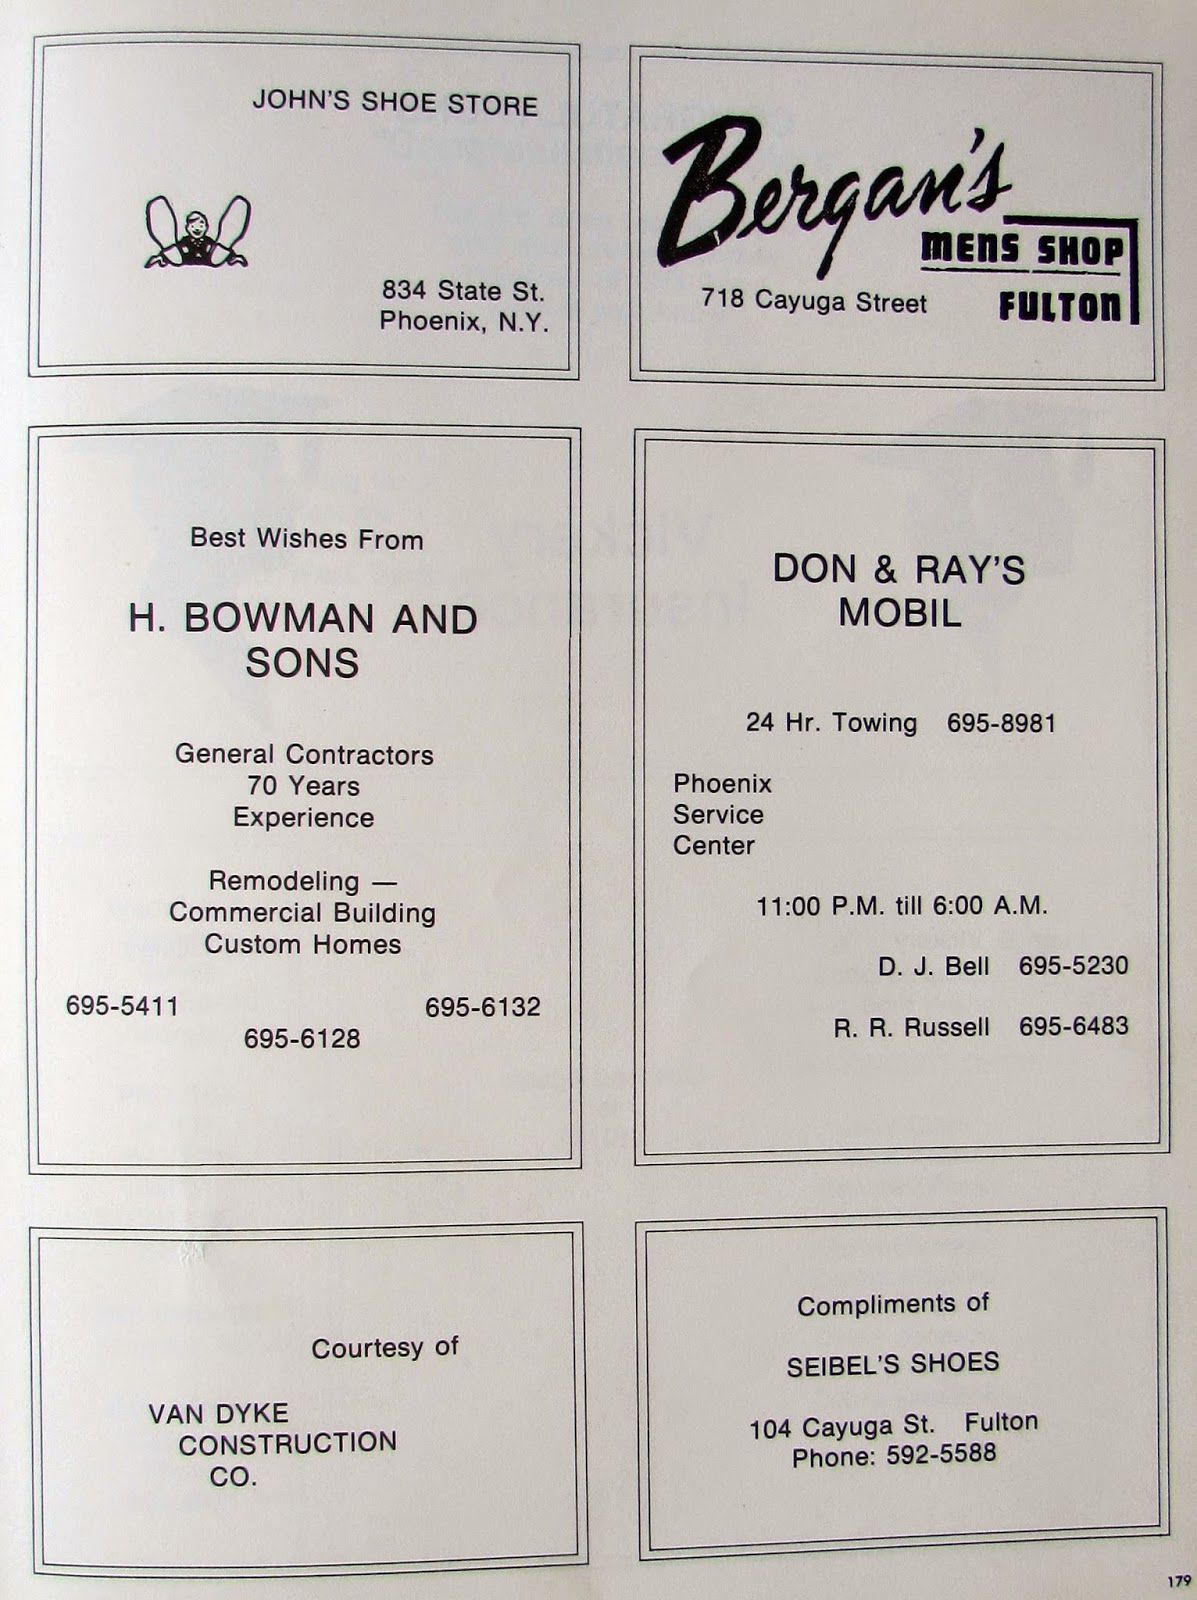 JOHN'S SHOE STORE
834 State St.
Phoenix, N.Y.
Bergan's
MENS SHOP
718 Cayuga Street
FULTON
Best Wishes From
H. BOWMAN AND
SONS
General Contractors
70 Years
Experience
Remodeling —
Commercial Building
Custom Homes
695-5411
695-6132
695-6128
DON & RAY'S
MOBIL
24 Hr. Towing 695-8981
Phoenix
Service
Center
11:00 P.M. till 6:00 A.M.
D. J. Bell 695-5230
R. R. Russell 695-6483
Courtesy of
VAN DYKE
CONSTRUCTION
CO.
Compliments of
SEIBEL'S SHOES
104 Cayuga St. Fulton
Phone: 592-5588
179